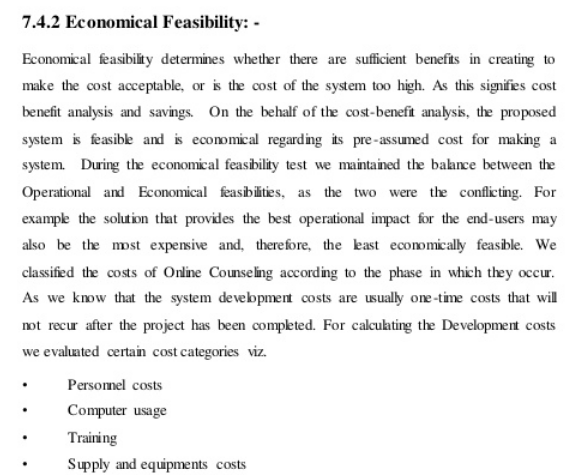 7.4.2 Economical Feasibility: -
Economical feasibility determines whether there are sufficient benefits in creating to
make the cost acceptable, or is the cost of the system too high. As this signifies cost
benefit analysis and savings. On the behalf of the cost-benefit analysis, the proposed
system is feasible and is economical regarding its pre-assumed cost for making a
system. During the economical feasibility test we maintained the balance between the
Operational and Economical feasibilities, as the two were the conflicting. For
example the solution that provides the best operational impact for the end-users may
also be the most expensive and, therefore, the least economically feasible. We
classified the costs of Online Counseling according to the phase in which they occur.
As we know that the system development costs are usually one-time costs that will
not recur after the project has been completed. For calculating the Development costs
we evaluated certain cost categories viz.
• Personnel costs
• Computer usage
• Training
• Supply and equipments costs